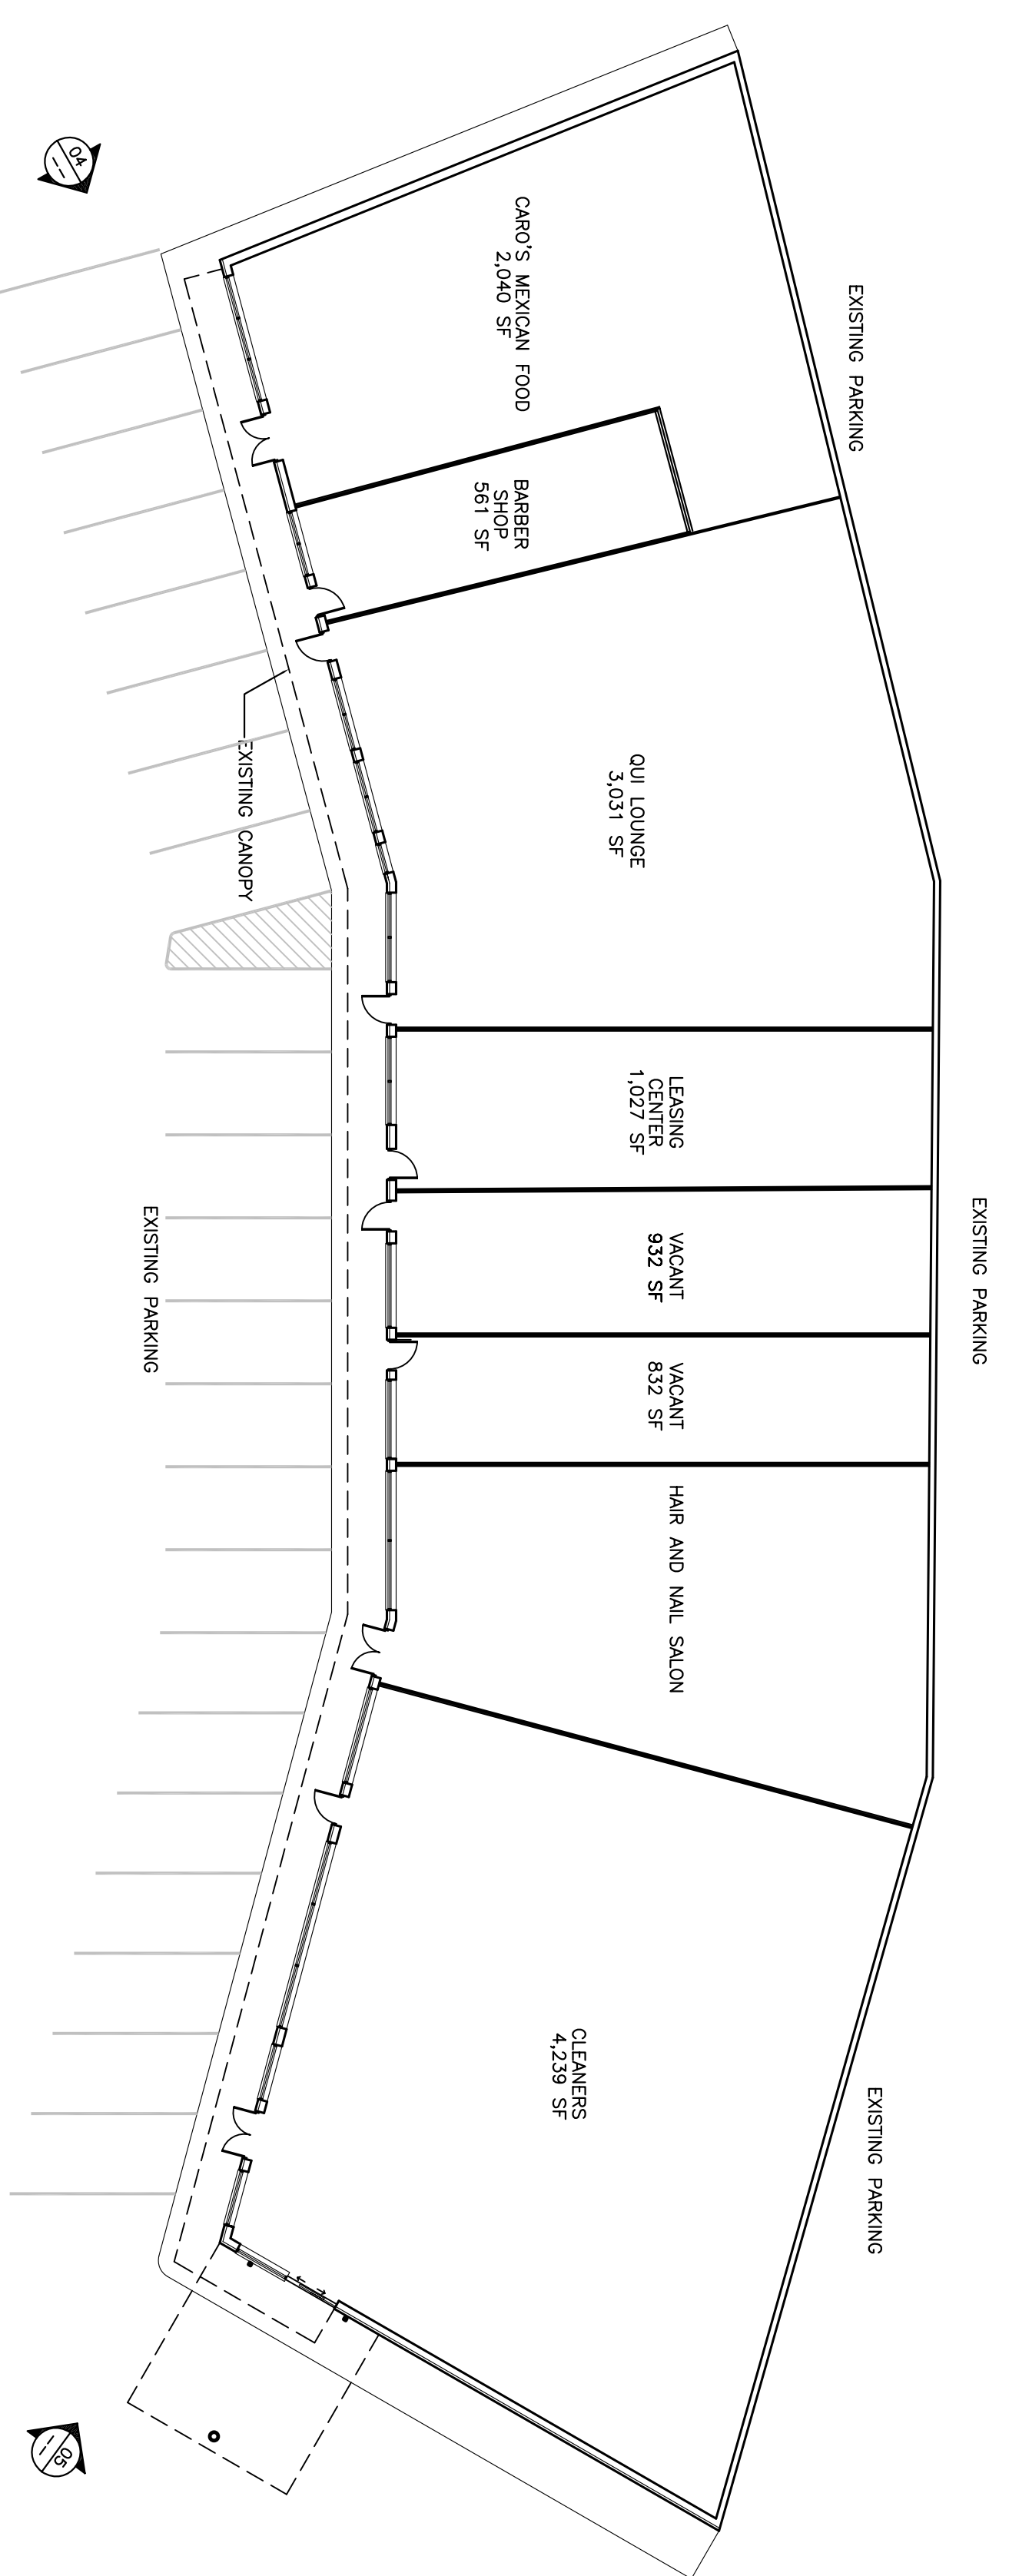 04
EXISTING PARKING
CARO'S MEXICAN FOOD
2,040 SF
BARBER
SHOP
561 SF
EXISTING CANOPY
QUI LOUNGE
3,031 SF
LEASING
CENTER
1,027 SF
EXISTING PARKING
EXISTING PARKING
VACANT
932 SF
VACANT
832 SF
HAIR AND NAIL SALON
CLEANERS
4,239 SF
EXISTING PARKING
05